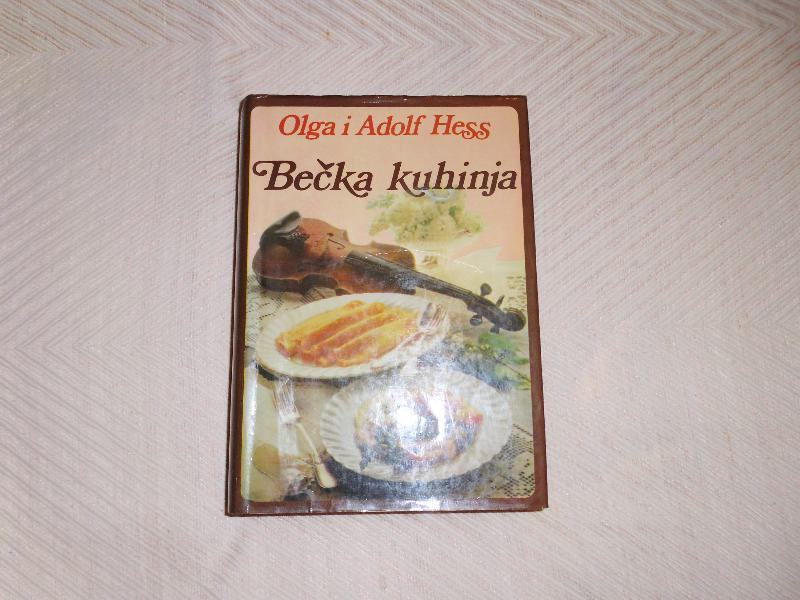 Olga i Adolf Hess
Bečka kuhinja